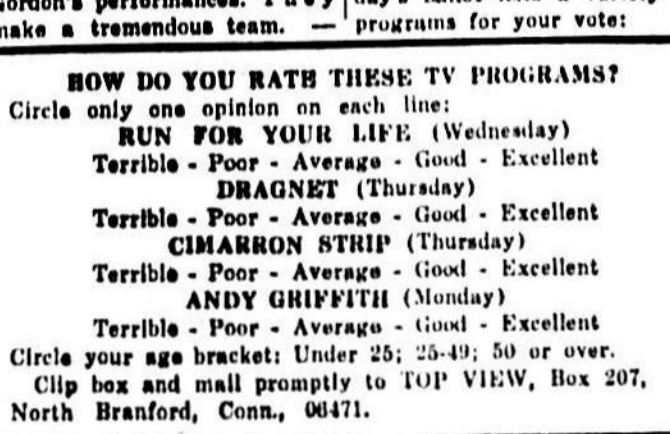 make a tremendous team. —
programs for your vote:
HOW DO YOU RATE THESE TV PROGRAMS?
Circle only one opinion on each line:
RUN FOR YOUR LIFE (Wednesday)
Terrible - Poor - Average - Good - Excellent
DRAGNET (Thursday)
Terrible - Poor - Average - Good - Excellent
CIMARRON STRIP (Thursday)
Terrible - Poor - Average - Good - Excellent
ANDY GRIFFITH (Monday)
Terrible - Poor - Average - Good - Excellent
Circle your age bracket: Under 25; 25-49; 50 or over.
Clip box and mail promptly to TOP VIEW, Box 207,
North Branford, Conn., 06471.